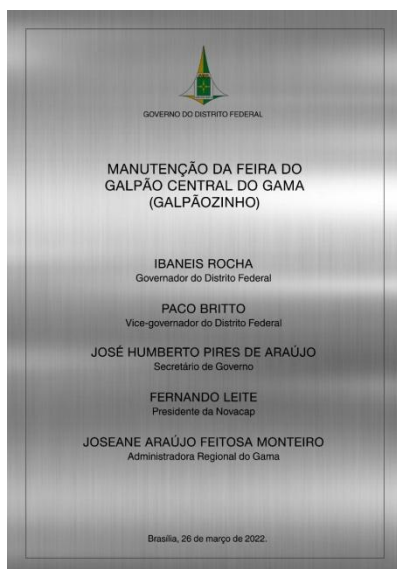 GOVERNO DO DISTRITO FEDERAL
MANUTENÇÃO DA FEIRA DO
GALPÃO CENTRAL DO GAMA
(GALPÃOZINHO)
IBANEIS ROCHA
Governador do Distrito Federal
PACO BRITTO
Vice-governador do Distrito Federal
JOSÉ HUMBERTO PIRES DE ARAÚJO
Secretário de Governo
FERNANDO LEITE
Presidente da Novacap
JOSEANE ARAÚJO FEITOSA MONTEIRO
Administradora Regional do Gama
Brasília, 26 de março de 2022.